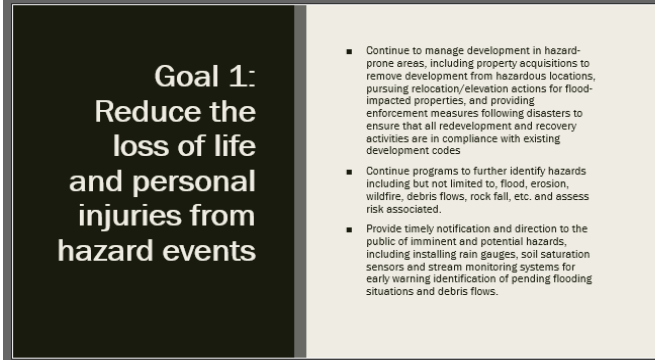 Goal 1:
Reduce the
loss of life
and personal
injuries from
hazard events
■ Continue to manage development in hazard-
prone areas, including property acquisitions to
remove development from hazardous locations,
pursuing relocation/elevation actions for flood-
impacted properties, and providing
enforcement measures following disasters to
ensure that all redevelopment and recovery
activities are in compliance with existing
development codes
■ Continue programs to further identify hazards
including but not limited to, flood, erosion,
wildfire, debris flows, rock fall, etc. and assess
risk associated.
■ Provide timely notification and direction to the
public of imminent and potential hazards,
including installing rain gauges, soil saturation
sensors and stream monitoring systems for
early warning identification of pending flooding
situations and debris flows.